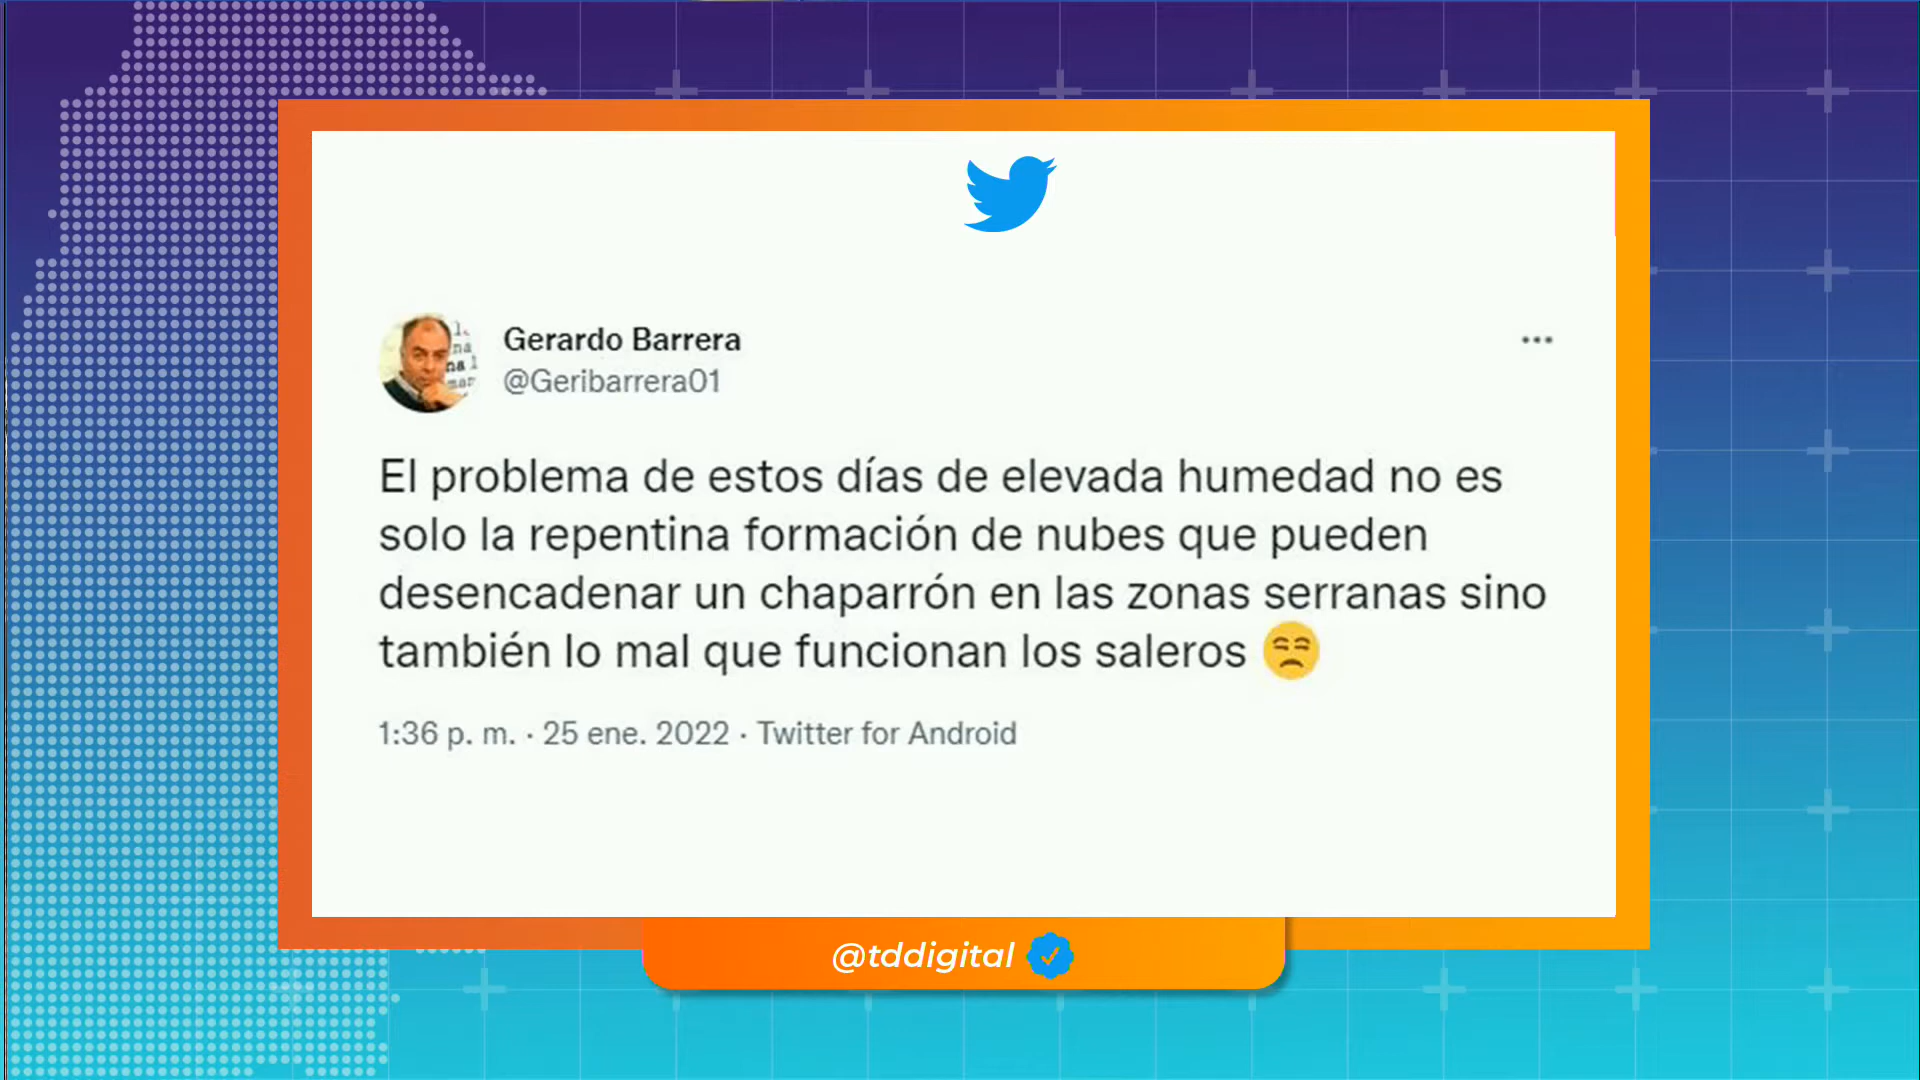 Gerardo Barrera
@Geribarrera01
El problema de estos días de elevada humedad no es
solo la repentina formación de nubes que pueden
desencadenar un chaparrón en las zonas serranas sino
también lo mal que funcionan los saleros 😒
1:36 p. m. · 25 ene. 2022 · Twitter for Android
@tddigital